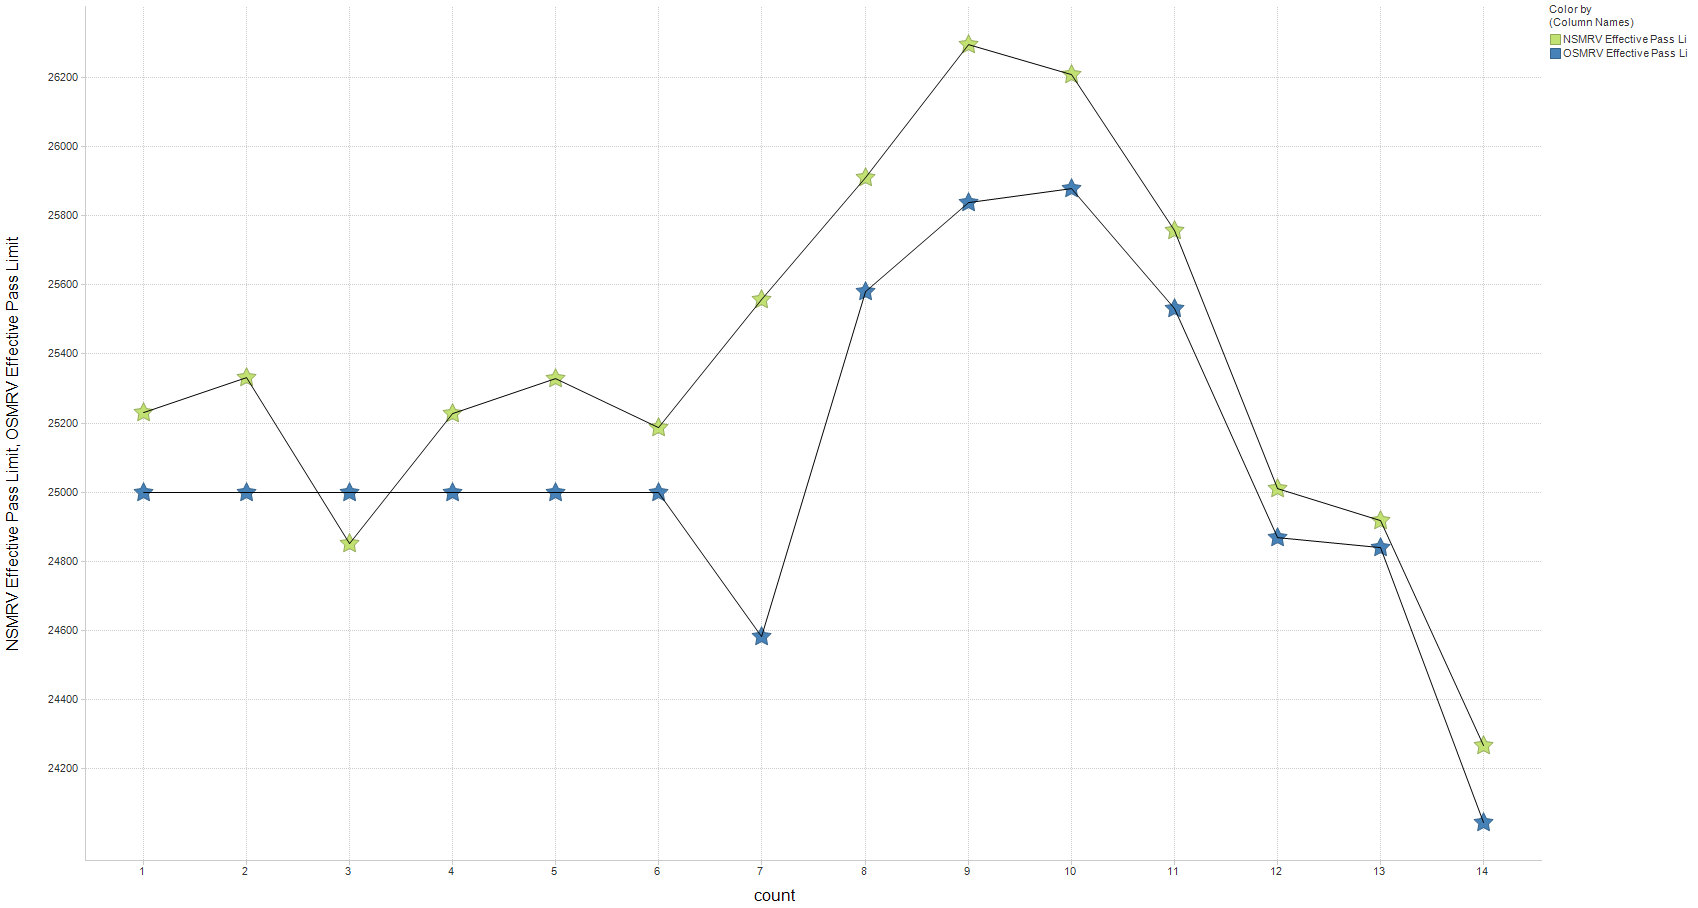 Color by
(Column Names)
NSMRV Effective Pass Li
OSMRV Effective Pass Li
NSMRV Effective Pass Limit, OSMRV Effective Pass Limit
26200
26000
25800
25600
25400
25200
25000
24800
24600
24400
24200
1 2 3 4 5 6 7 8 9 10 11 12 13 14
count